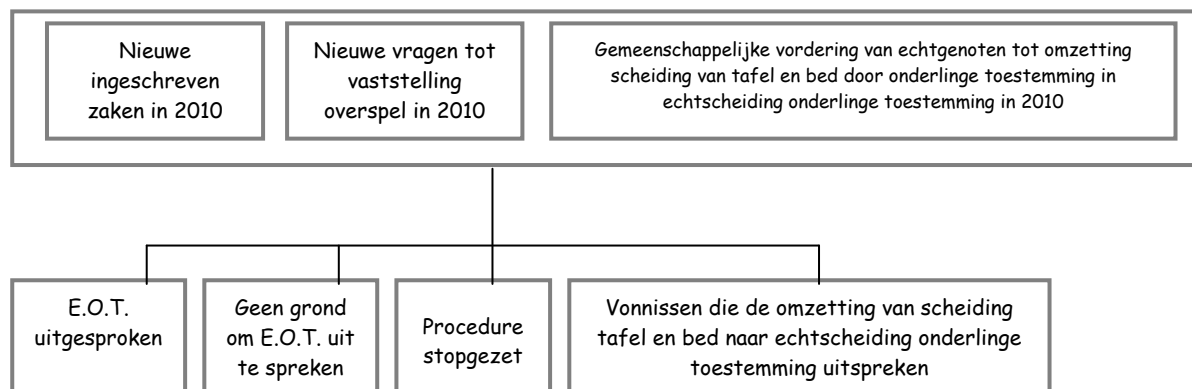 Nieuwe
ingeschreven
zaken in 2010
Nieuwe vragen tot
vaststelling
overspel in 2010
Gemeenschappelijke vordering van echtgenoten tot omzetting
scheiding van tafel en bed door onderlinge toestemming in
echtscheiding onderlinge toestemming in 2010
E.O.T.
uitgesproken
Geen grond
om E.O.T. uit
te spreken
Procedure
stopgezet
Vonnissen die de omzetting van scheiding
tafel en bed naar echtscheiding onderlinge
toestemming uitspreken